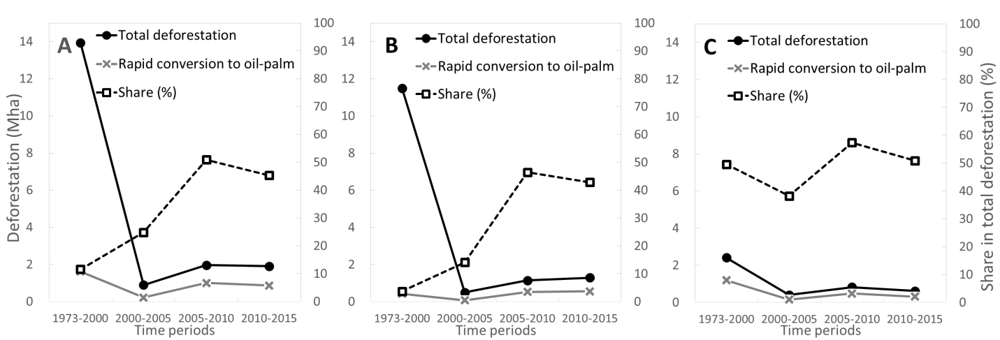 A
Total deforestation
Rapid conversion to oil-palm
Share (%)
Deforestation (Mha)
14
12
10
8
6
4
2
0
100
90
80
70
60
50
40
30
20
10
0
1973-2000 2000-2005 2005-2010 2010-2015
Time periods
B
Total deforestation
Rapid conversion to oil-palm
Share (%)
14
12
10
8
6
4
2
0
100
90
80
70
60
50
40
30
20
10
0
1973-2000 2000-2005 2005-2010 2010-2015
Time periods
C
Total deforestation
Rapid conversion to oil-palm
Share (%)
14
12
10
8
6
4
2
0
100
90
80
70
60
50
40
30
20
10
0
Share in total deforestation (%)
1973-2000 2000-2005 2005-2010 2010-2015
Time periods